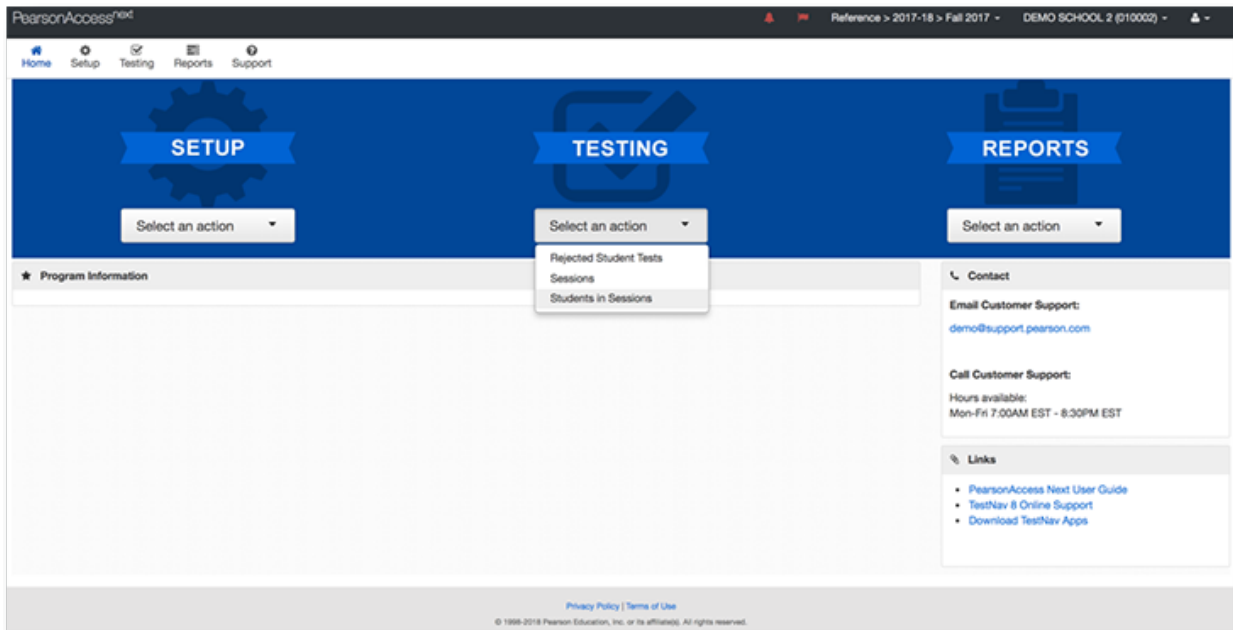 PearsonAccessnext
Reference > 2017-18 > Fall 2017
DEMO SCHOOL 2 (010002)
Home Setup Testing Reports Support
SETUP
TESTING
REPORTS
Select an action
Select an action
Select an action
Rejected Student Tests
Sessions
Students in Sessions
Program Information
Contact
Email Customer Support:
demo@support.pearson.com
Call Customer Support:
Hours available:
Mon-Fri 7:00AM EST - 8:30PM EST
Links
PearsonAccess Next User Guide
TestNav 8 Online Support
Download TestNav Apps
Privacy Policy | Terms of Use
© 1998-2018 Pearson Education, Inc. or its affiliate(s). All rights reserved.